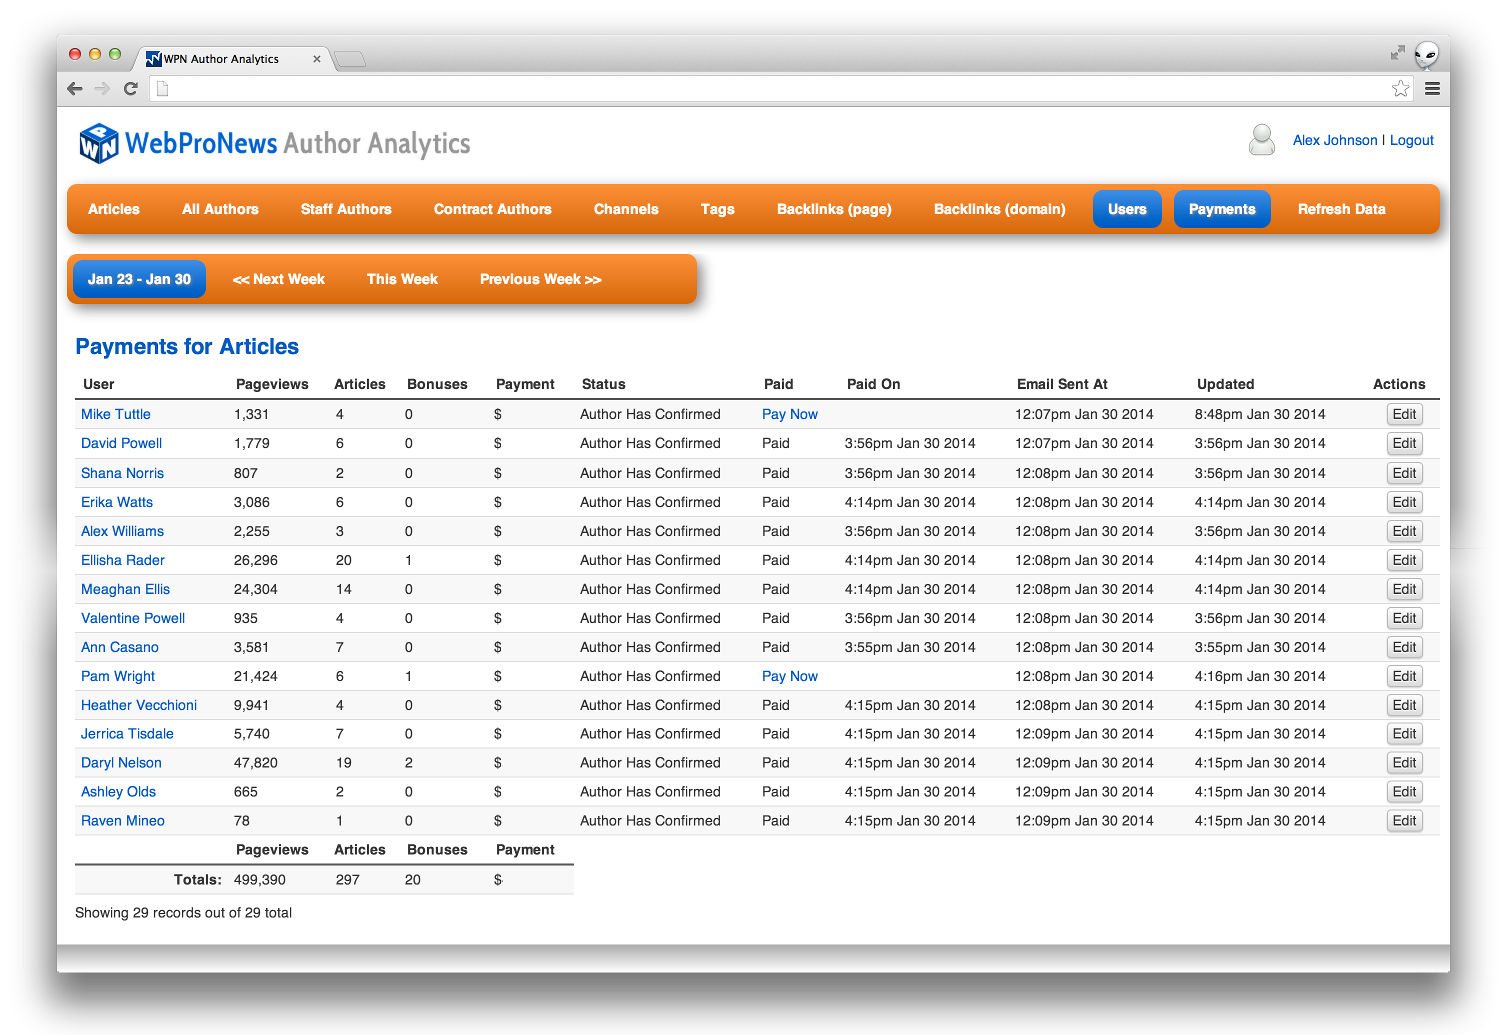 WPN Author Analytics
WebProNews Author Analytics
Alex Johnson | Logout
Articles All Authors Staff Authors Contract Authors Channels Tags Backlinks (page) Backlinks (domain) Users Payments Refresh Data
Jan 23 - Jan 30 << Next Week This Week Previous Week >>
Payments for Articles
User Pageviews Articles Bonuses Payment Status Paid Paid On Email Sent At Updated Actions
Mike Tuttle 1,331 4 0 $ Author Has Confirmed Pay Now 12:07pm Jan 30 2014 8:48pm Jan 30 2014 Edit
David Powell 1,779 6 0 $ Author Has Confirmed Paid 3:56pm Jan 30 2014 12:07pm Jan 30 2014 3:56pm Jan 30 2014 Edit
Shana Norris 807 2 0 $ Author Has Confirmed Paid 3:56pm Jan 30 2014 12:08pm Jan 30 2014 3:56pm Jan 30 2014 Edit
Erika Watts 3,086 6 0 $ Author Has Confirmed Paid 4:14pm Jan 30 2014 12:08pm Jan 30 2014 4:14pm Jan 30 2014 Edit
Alex Williams 2,255 3 0 $ Author Has Confirmed Paid 3:56pm Jan 30 2014 12:08pm Jan 30 2014 3:56pm Jan 30 2014 Edit
Ellisha Rader 26,296 20 1 $ Author Has Confirmed Paid 4:14pm Jan 30 2014 12:08pm Jan 30 2014 4:14pm Jan 30 2014 Edit
Meaghan Ellis 24,304 14 0 $ Author Has Confirmed Paid 4:14pm Jan 30 2014 12:08pm Jan 30 2014 4:14pm Jan 30 2014 Edit
Valentine Powell 935 4 0 $ Author Has Confirmed Paid 3:56pm Jan 30 2014 12:08pm Jan 30 2014 3:56pm Jan 30 2014 Edit
Ann Casano 3,581 7 0 $ Author Has Confirmed Paid 3:55pm Jan 30 2014 12:08pm Jan 30 2014 3:55pm Jan 30 2014 Edit
Pam Wright 21,424 6 1 $ Author Has Confirmed Pay Now 12:08pm Jan 30 2014 4:16pm Jan 30 2014 Edit
Heather Vecchioni 9,941 4 0 $ Author Has Confirmed Paid 4:15pm Jan 30 2014 12:08pm Jan 30 2014 4:15pm Jan 30 2014 Edit
Jerrica Tisdale 5,740 7 0 $ Author Has Confirmed Paid 4:15pm Jan 30 2014 12:09pm Jan 30 2014 4:15pm Jan 30 2014 Edit
Daryl Nelson 47,820 19 2 $ Author Has Confirmed Paid 4:15pm Jan 30 2014 12:09pm Jan 30 2014 4:15pm Jan 30 2014 Edit
Ashley Olds 665 2 0 $ Author Has Confirmed Paid 4:15pm Jan 30 2014 12:09pm Jan 30 2014 4:15pm Jan 30 2014 Edit
Raven Mineo 78 1 0 $ Author Has Confirmed Paid 4:15pm Jan 30 2014 12:09pm Jan 30 2014 4:15pm Jan 30 2014 Edit
Pageviews Articles Bonuses Payment
Totals: 499,390 297 20 $
Showing 29 records out of 29 total